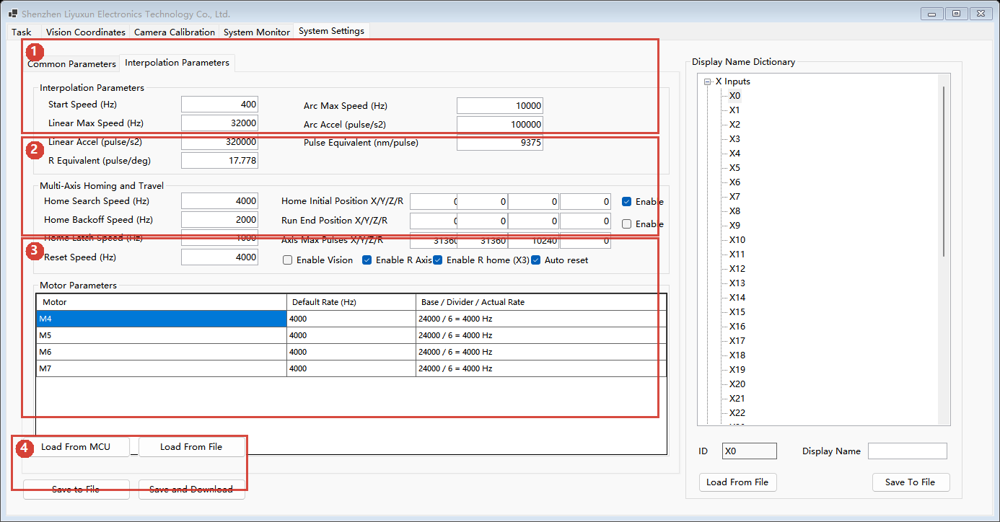 Shenzhen Liyuxun Electronics Technology Co., Ltd.
Task Vision Coordinates Camera Calibration System Monitor System Settings
1
Common Parameters Interpolation Parameters
Interpolation Parameters
Start Speed (Hz) 400 Arc Max Speed (Hz) 10000
Linear Max Speed (Hz) 32000 Arc Accel (pulse/s2) 100000
Linear Accel (pulse/s2) 320000 Pulse Equivalent (nm/pulse) 9375
2
R Equivalent (pulse/deg) 17.778
Multi-Axis Homing and Travel
Home Search Speed (Hz) 4000 Home Initial Position X/Y/Z/R 0 0 0 0 Enable
Home Backoff Speed (Hz) 2000 Run End Position X/Y/Z/R 0 0 0 0 Enable
Home Latch Speed (Hz) 1000 Axis Max Pulses X/Y/Z/R 31360 31360 10240 0
3
Reset Speed (Hz) 4000 Enable Vision Enable R Axis Enable R home (X3) Auto reset
Motor Parameters
Motor Default Rate (Hz) Base / Divider / Actual Rate
M4 4000 24000 / 6 = 4000 Hz
M5 4000 24000 / 6 = 4000 Hz
M6 4000 24000 / 6 = 4000 Hz
M7 4000 24000 / 6 = 4000 Hz
4
Load From MCU Load From File
Save to File Save and Download
Display Name Dictionary
X Inputs
X0
X1
X2
X3
X4
X5
X6
X7
X8
X9
X10
X11
X12
X13
X14
X15
X16
X17
X18
X19
X20
X21
X22
ID X0 Display Name
Load From File Save To File